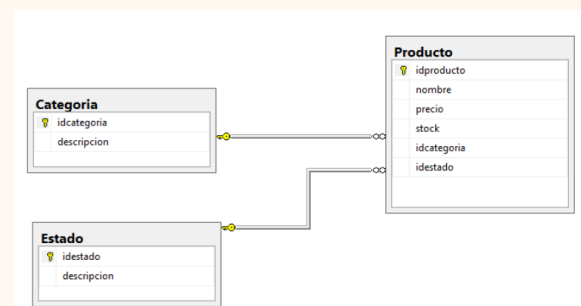 Producto
idproducto
nombre
precio
stock
idcategoria
idestado
Categoria
idcategoria
descripcion
Estado
idestado
descripcion